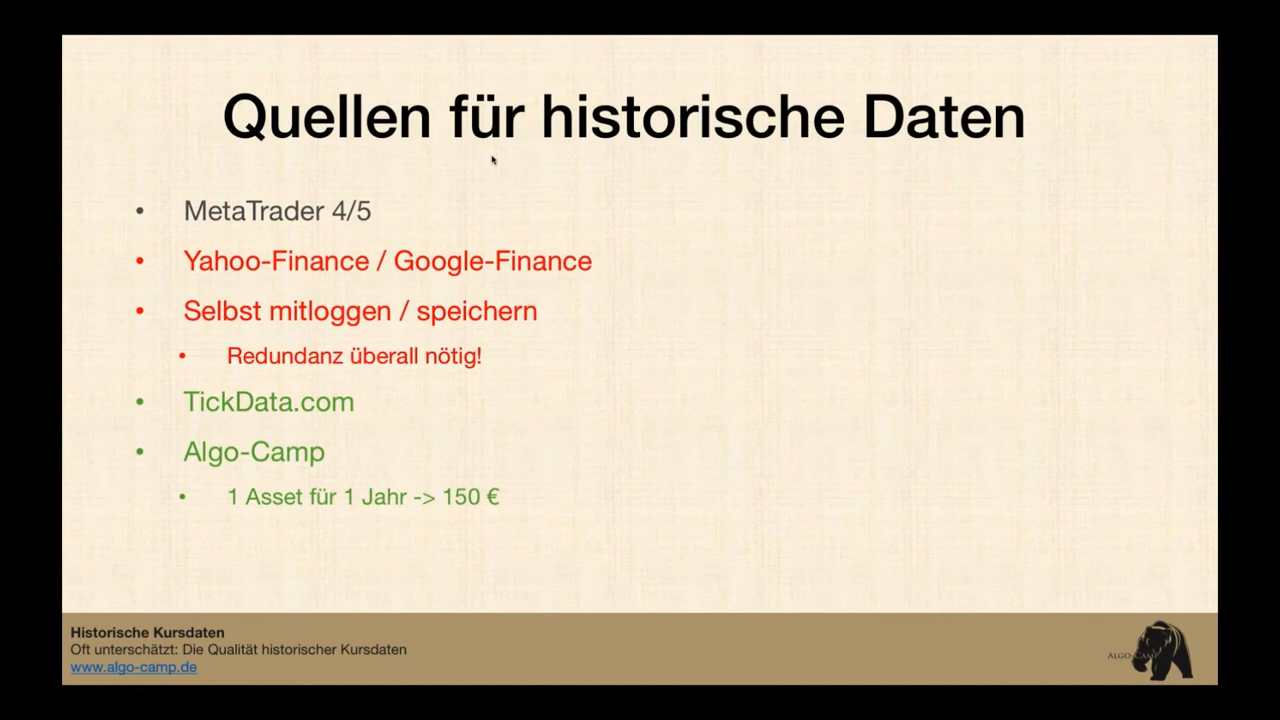 Quellen für historische Daten
• MetaTrader 4/5
• Yahoo-Finance / Google-Finance
• Selbst mitloggen / speichern
• Redundanz überall nötig!
• TickData.com
• Algo-Camp
• 1 Asset für 1 Jahr -> 150 €
Historische Kursdaten
Oft unterschätzt: Die Qualität historischer Kursdaten
www.algo-camp.de
ALGO-CAMP